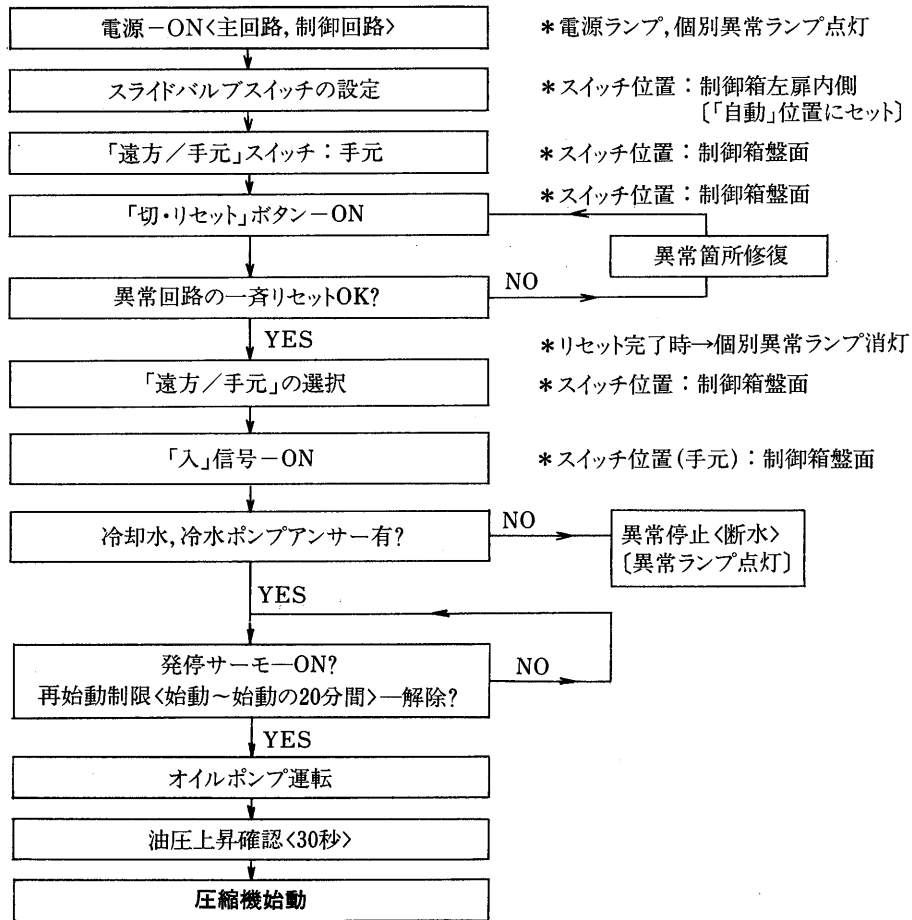 電源－ON〈主回路,制御回路〉
＊電源ランプ,個別異常ランプ点灯
スライドバルブスイッチの設定
＊スイッチ位置：制御箱左扉内側
〔「自動」位置にセット〕
「遠方／手元」スイッチ：手元
＊スイッチ位置：制御箱盤面
＊スイッチ位置：制御箱盤面
「切・リセット」ボタン－ON
異常箇所修復
異常回路の一斉リセットOK?
NO
YES
＊リセット完了時→個別異常ランプ消灯
「遠方／手元」の選択
＊スイッチ位置：制御箱盤面
「入」信号－ON
＊スイッチ位置(手元)：制御箱盤面
冷却水,冷水ポンプアンサー有?
NO
異常停止〈断水〉
〔異常ランプ点灯〕
YES
発停サーモ―ON?
再始動制限〈始動～始動の20分間〉―解除?
NO
YES
オイルポンプ運転
油圧上昇確認〈30秒〉
圧縮機始動